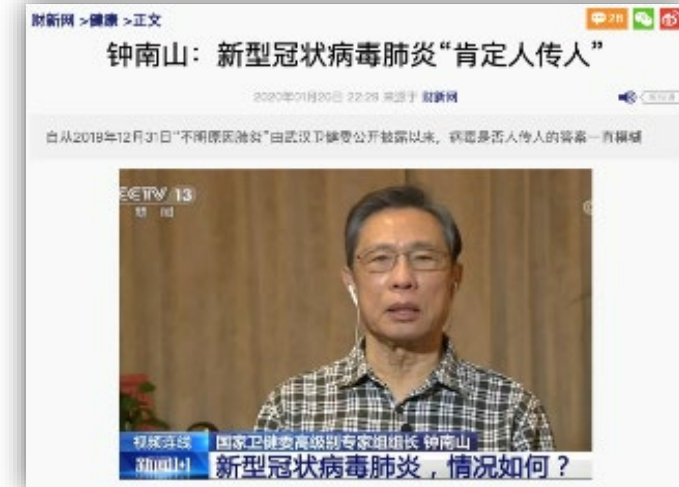 财新网 >健康 >正文
28
钟南山：新型冠状病毒肺炎“肯定人传人”
2020年01月20日 22:29 来源于 财新网
自从2019年12月31日“不明原因肺炎”由武汉卫健委公开披露以来，病毒是否人传人的答案一直模糊
CCTV 13
新闻
视频连线 国家卫健委高级别专家组组长 钟南山
新闻1+1 新型冠状病毒肺炎，情况如何？